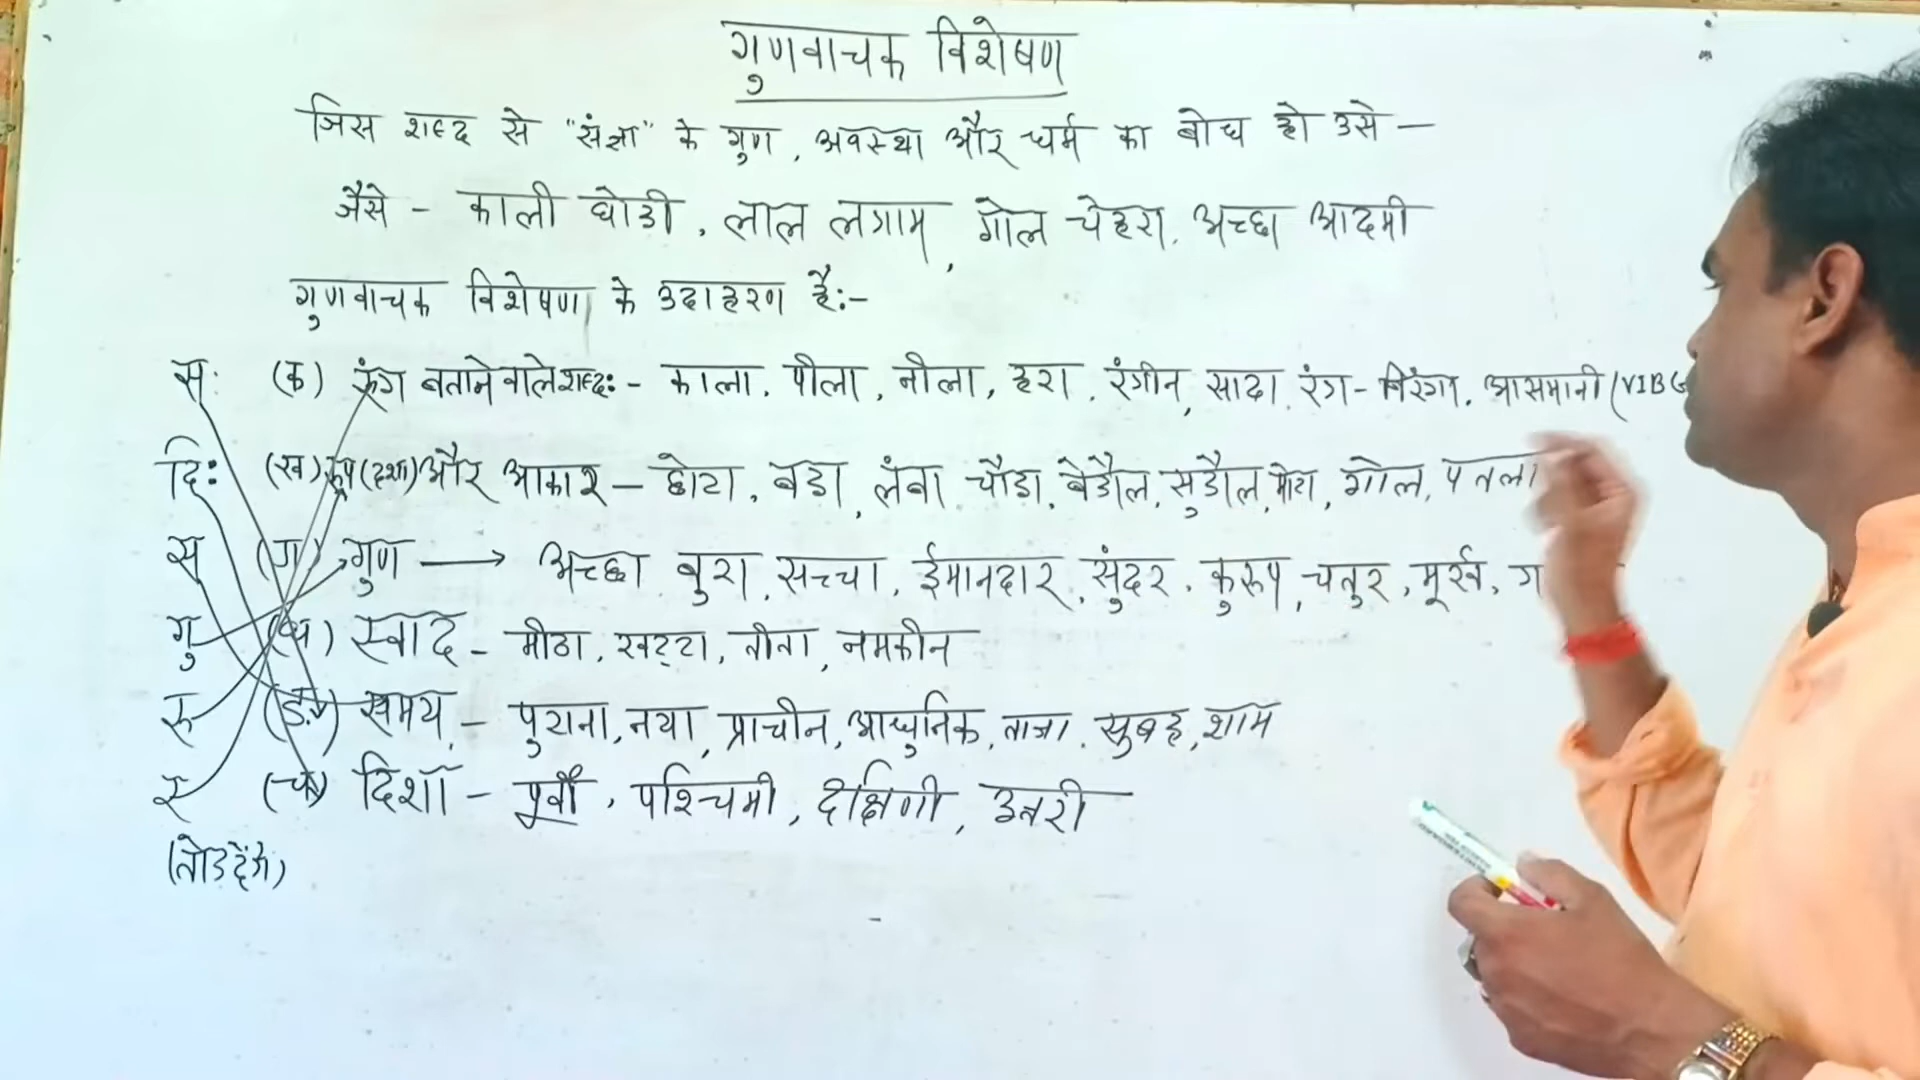 गुणवाचक विशेषण
जिस शब्द से "संज्ञा" के गुण, अवस्था और धर्म का बोध हो उसे —
जैसे - काली घोडी, लाल लगाम, गोल चेहरा, अच्छा आदमी
गुणवाचक विशेषण के उदाहरण है:-
स: (क) रंग बताने वाले शब्द:- काला, पीला, नीला, हरा, रंगीन, सादा, रंग-बिरंगा, आसमानी (VIBG
दि: (ख) रूप (दशा) और आकार - छोटा, बडा, लंबा, चौडा, बेडौल, सुडौल, मोटा, गोल, पतला
स (ग) गुण → अच्छा, बुरा, सच्चा, ईमानदार, सुंदर, कुरूप, चतुर, मूर्ख,
गु (घ) स्वाद - मीठा, खट्टा, तीता, नमकीन
रू (ङ) समय - पुराना, नया, प्राचीन, आधुनिक, ताजा, सुबह, शाम
रं (च) दिशा - पूर्वी, पश्चिमी, दक्षिणी, उत्तरी